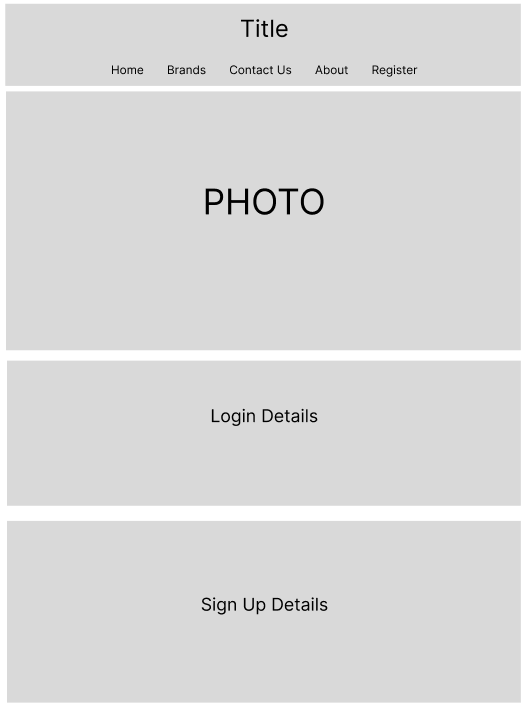 Title
Home Brands Contact Us About Register
PHOTO
Login Details
Sign Up Details